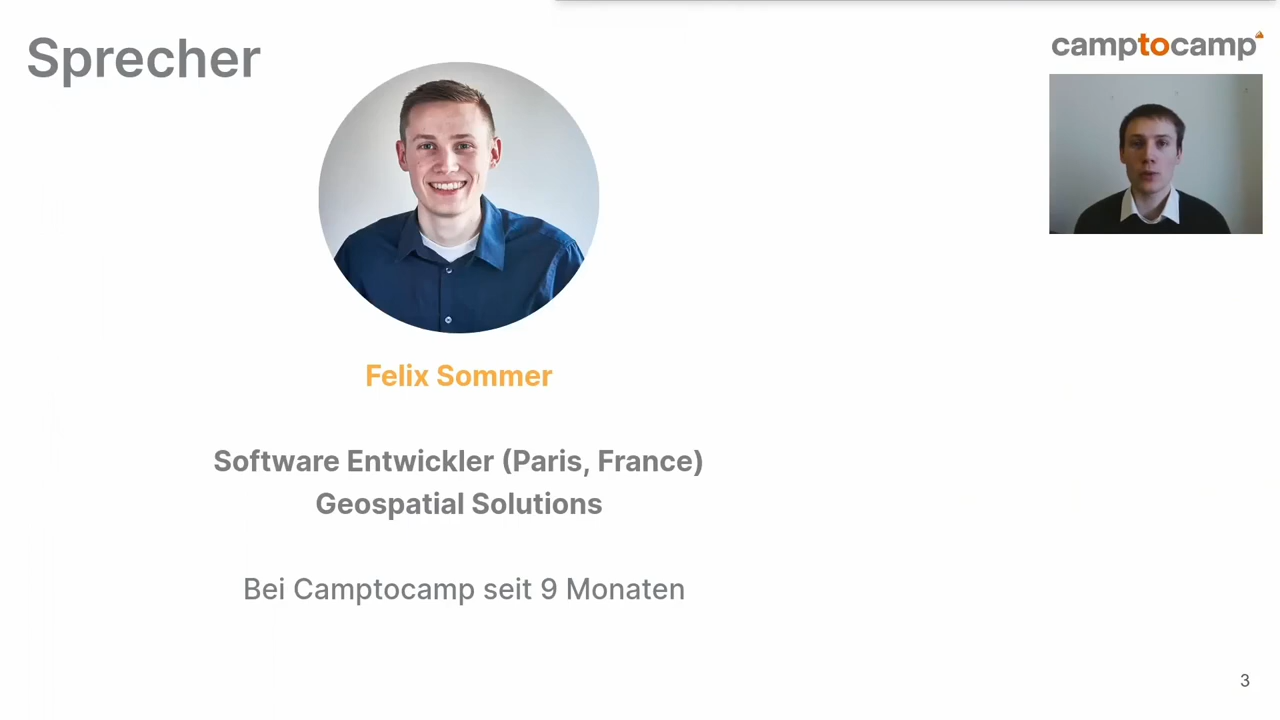 Sprecher
camptocamp
Felix Sommer
Software Entwickler (Paris, France)
Geospatial Solutions
Bei Camptocamp seit 9 Monaten
3